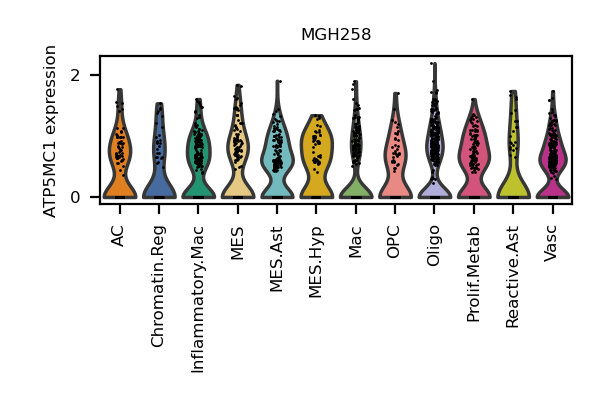 MGH258
ATP5MC1 expression
2
0
AC
Chromatin.Reg
Inflammatory.Mac
MES
MES.Ast
MES.Hyp
Mac
OPC
Oligo
Prolif.Metab
Reactive.Ast
Vasc